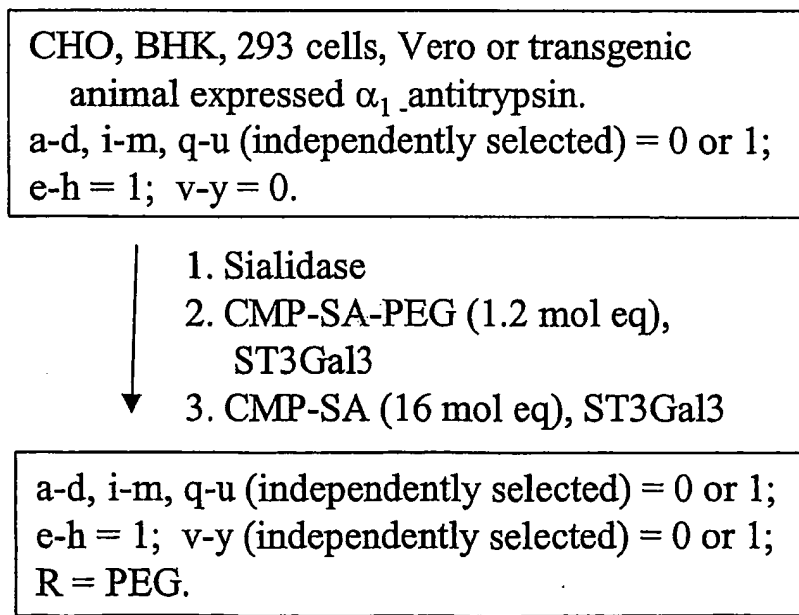 CHO, BHK, 293 cells, Vero or transgenic
animal expressed α₁ antitrypsin.
a-d, i-m, q-u (independently selected) = 0 or 1;
e-h = 1; v-y = 0.
1. Sialidase
2. CMP-SA-PEG (1.2 mol eq),
ST3Gal3
3. CMP-SA (16 mol eq), ST3Gal3
a-d, i-m, q-u (independently selected) = 0 or 1;
e-h = 1; v-y (independently selected) = 0 or 1;
R = PEG.